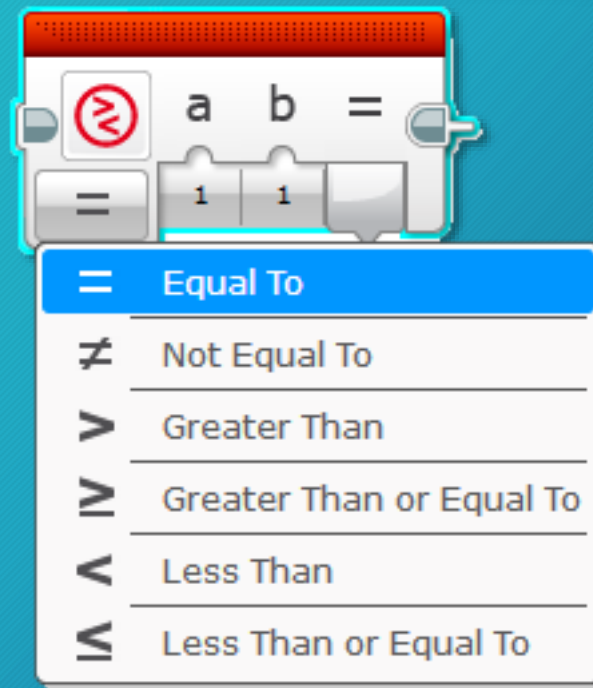 a b =
= 1 1
= Equal To
≠ Not Equal To
> Greater Than
≥ Greater Than or Equal To
< Less Than
≤ Less Than or Equal To